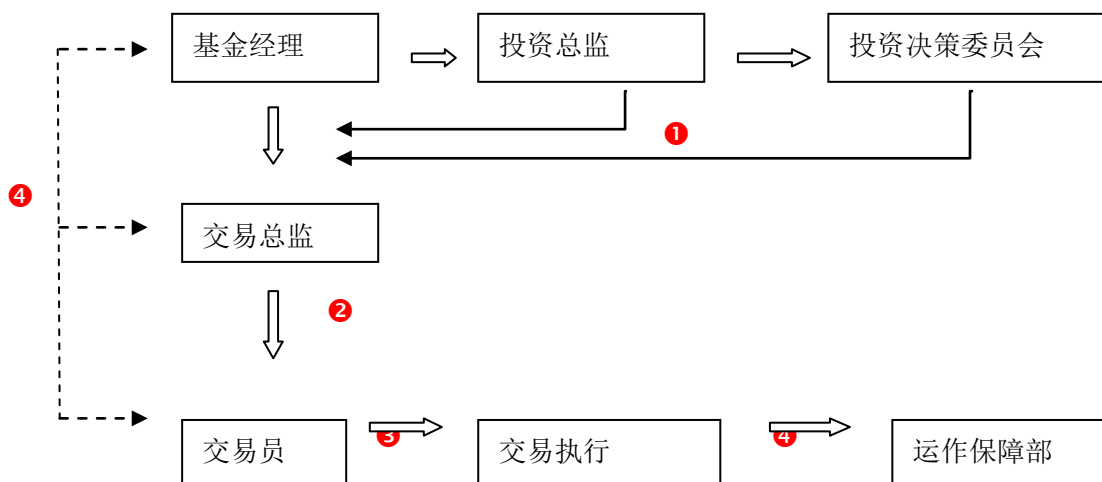 基金经理
投资总监
投资决策委员会
❶
❹
交易总监
❷
交易员
❸
交易执行
❹
运作保障部